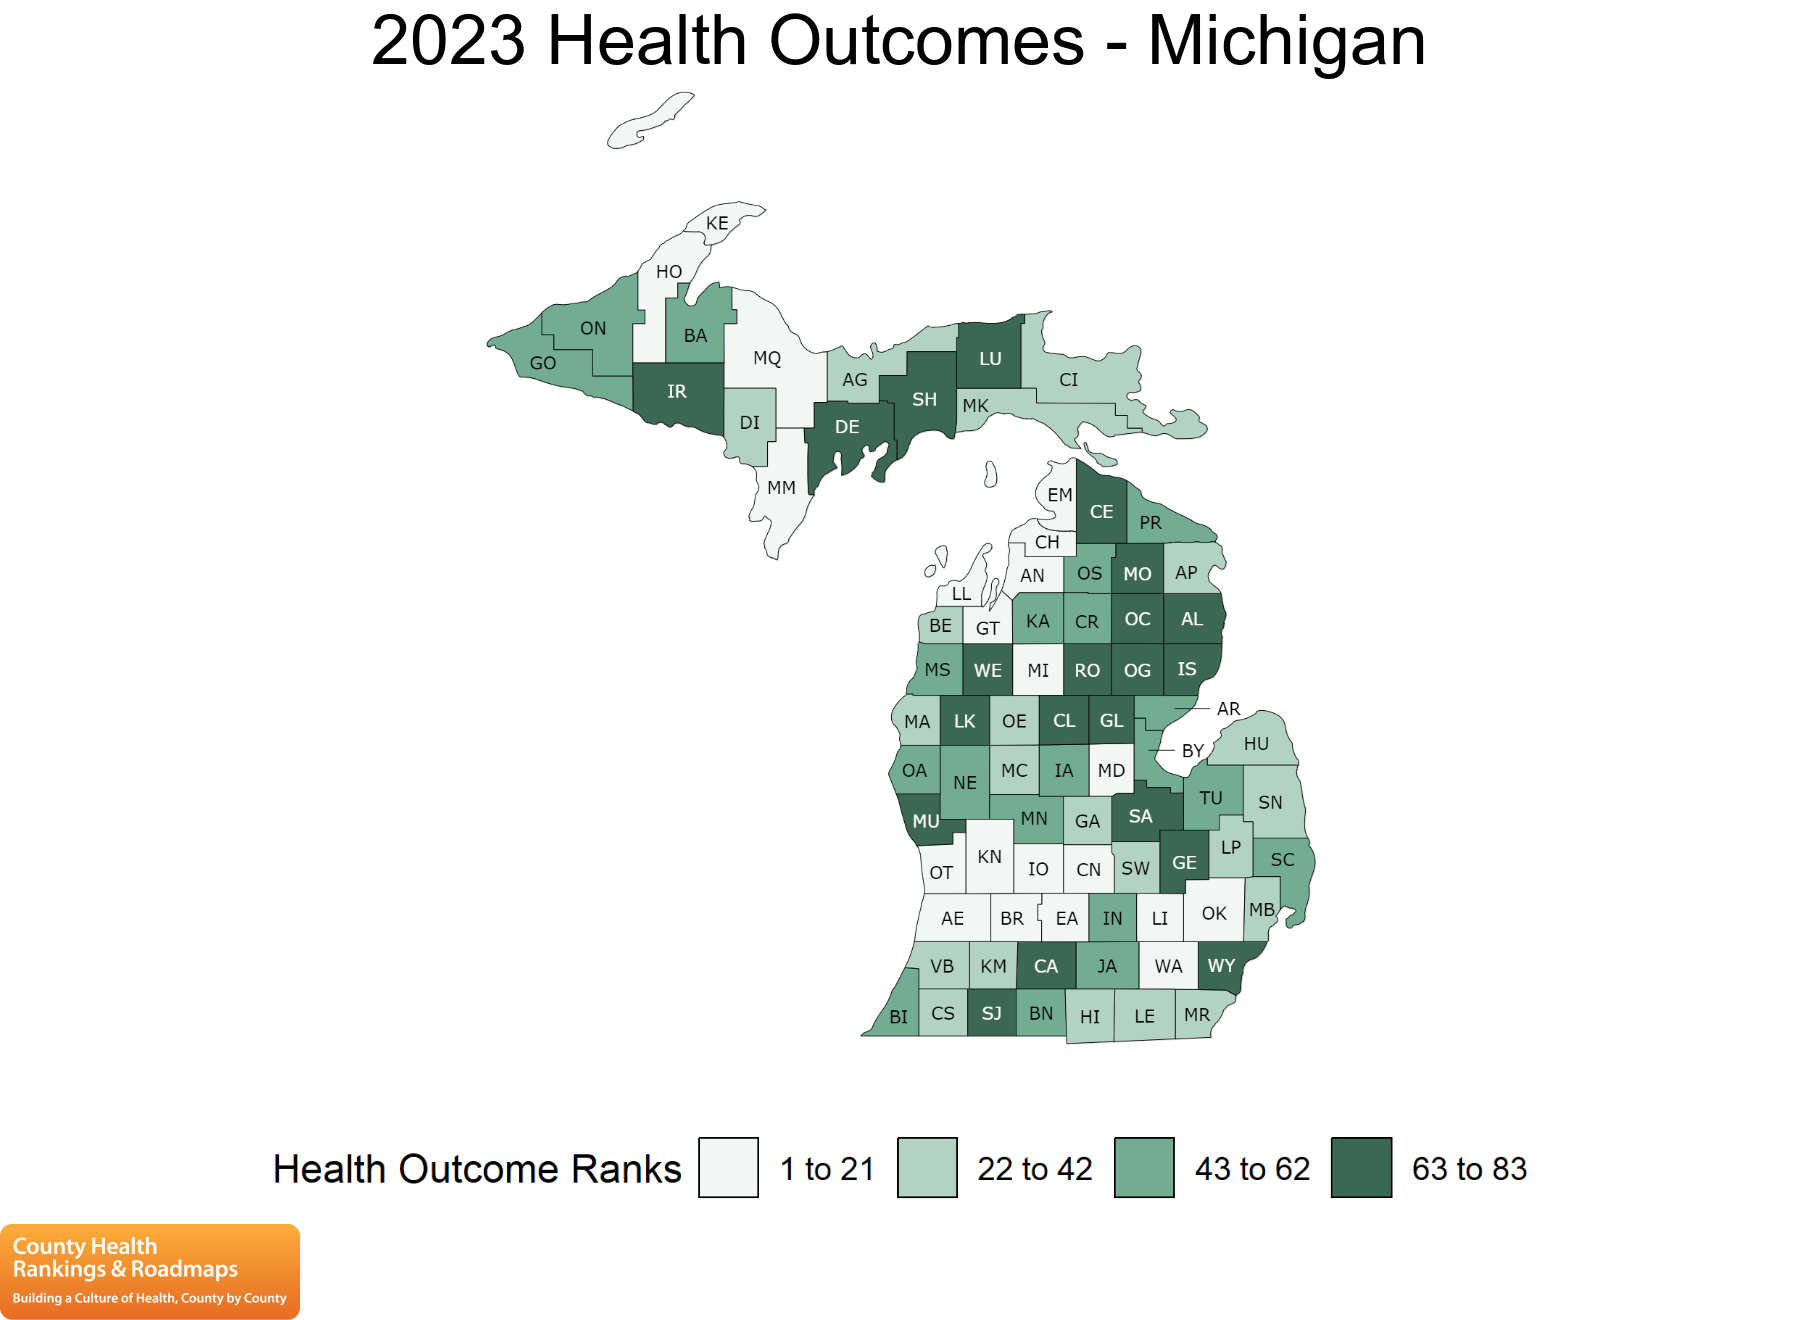 2023 Health Outcomes - Michigan
KE
HO
ON
BA
GO
MQ
LU
AG
CI
IR
SH
MK
DI
DE
MM
EM
CE
PR
CH
OS
MO
AP
AN
LL
BE
GT
KA
CR
OC
AL
MS
WE
MI
RO
OG
IS
MA
LK
OE
CL
GL
AR
BY
HU
OA
NE
MC
IA
MD
TU
SN
MU
MN
GA
SA
OT
KN
IO
CN
SW
GE
LP
SC
AE
BR
EA
IN
LI
OK
MB
VB
KM
CA
JA
WA
WY
BI
CS
SJ
BN
HI
LE
MR
Health Outcome Ranks 1 to 21 22 to 42 43 to 62 63 to 83
County Health
Rankings & Roadmaps
Building a Culture of Health, County by County